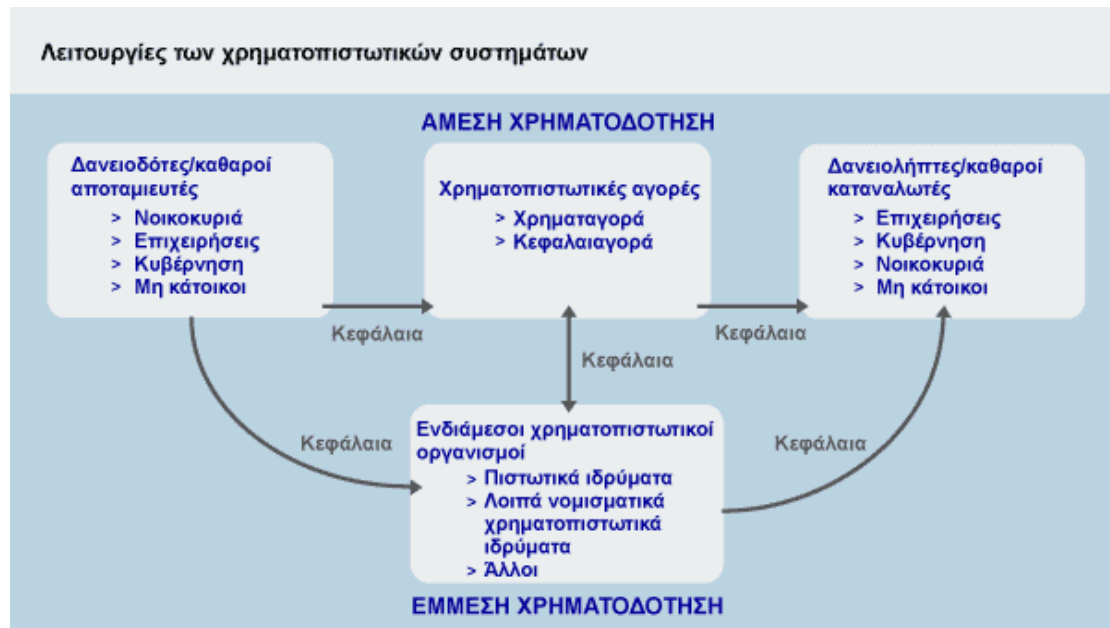 Λειτουργίες των χρηματοπιστωτικών συστημάτων
ΑΜΕΣΗ ΧΡΗΜΑΤΟΔΟΤΗΣΗ
Δανειοδότες/καθαροί
αποταμιευτές
> Νοικοκυριά
> Επιχειρήσεις
> Κυβέρνηση
> Μη κάτοικοι
Χρηματοπιστωτικές αγορές
> Χρηματαγορά
> Κεφαλαιαγορά
Δανειολήπτες/καθαροί
καταναλωτές
> Επιχειρήσεις
> Κυβέρνηση
> Νοικοκυριά
> Μη κάτοικοι
Κεφάλαια
Κεφάλαια
Κεφάλαια
Κεφάλαια
Κεφάλαια
Ενδιάμεσοι χρηματοπιστωτικοί
οργανισμοί
> Πιστωτικά ιδρύματα
> Λοιπά νομισματικά
χρηματοπιστωτικά
ιδρύματα
> Άλλοι
ΕΜΜΕΣΗ ΧΡΗΜΑΤΟΔΟΤΗΣΗ